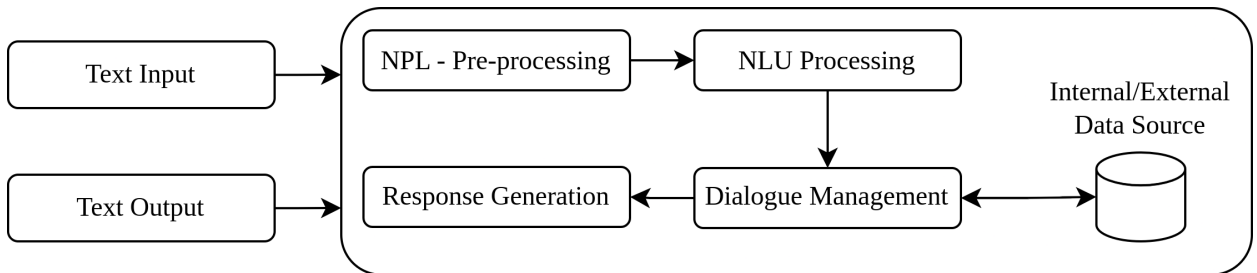 Text Input
NPL - Pre-processing
NLU Processing
Internal/External
Data Source
Text Output
Response Generation
Dialogue Management